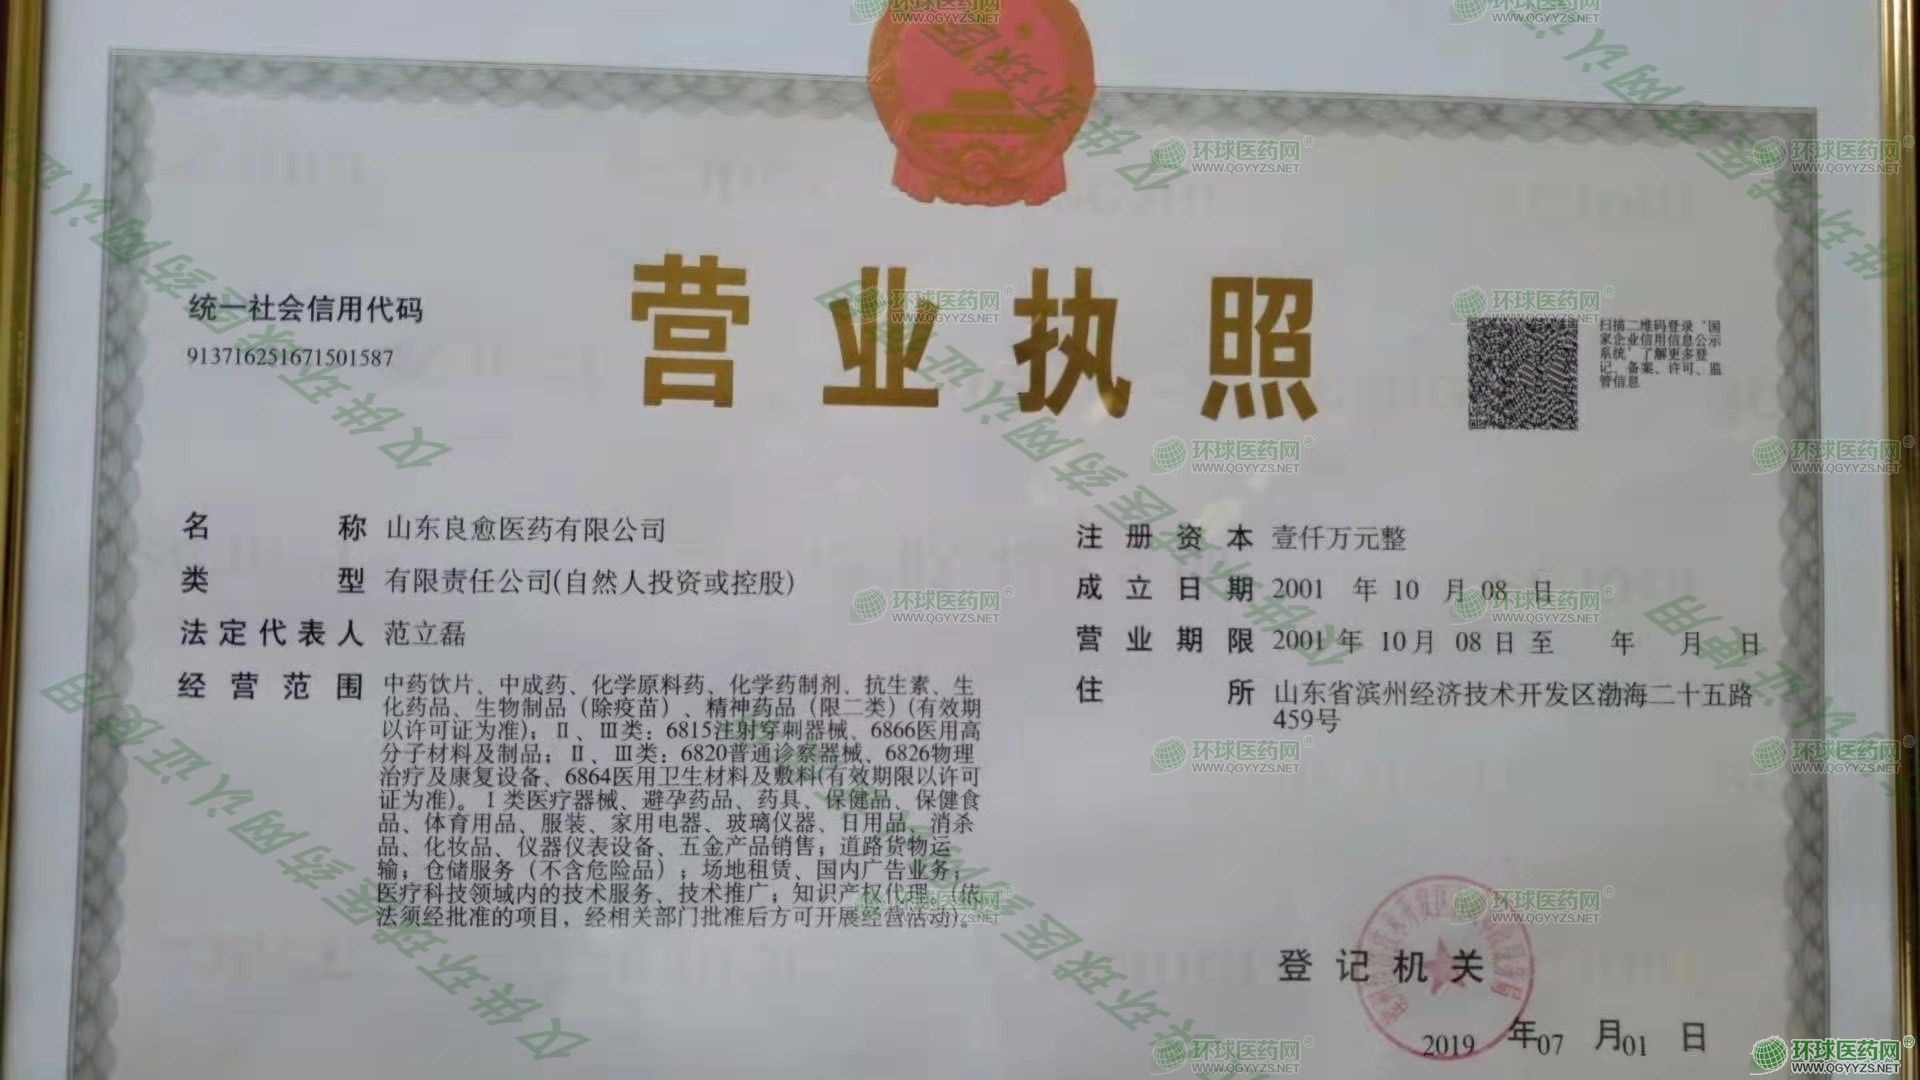 营业执照
统一社会信用代码
913716251671501587
扫描二维码登录“国
家企业信用信息公示
系统”了解更多登
记、备案、许可、监
管信息
名称 山东良愈医药有限公司
类型 有限责任公司(自然人投资或控股)
法定代表人 范立磊
经营范围 中药饮片、中成药、化学原料药、化学药制剂、抗生素、生
化药品、生物制品（除疫苗）、精神药品（限二类）(有效期
以许可证为准)；Ⅱ、Ⅲ类：6815注射穿刺器械、6866医用高
分子材料及制品；Ⅱ、Ⅲ类：6820普通诊察器械、6826物理
治疗及康复设备、6864医用卫生材料及敷料(有效期限以许可
证为准)。Ⅰ类医疗器械、避孕药品、药具、保健品、保健食
品、体育用品、服装、家用电器、玻璃仪器、日用品、消杀
品、化妆品、仪器仪表设备、五金产品销售；道路货物运
输；仓储服务（不含危险品）；场地租赁、国内广告业务；
医疗科技领域内的技术服务、技术推广；知识产权代理。(依
法须经批准的项目，经相关部门批准后方可开展经营活动)。
注册资本 壹仟万元整
成立日期 2001 年 10 月 08 日
营业期限 2001 年 10 月 08 日 至 年 月 日
住所 山东省滨州经济技术开发区渤海二十五路
459号
登记机关
2019 年 07 月 01 日
仅供环球医药网认证使用
环球医药网®
WWW.QGYYZS.NET